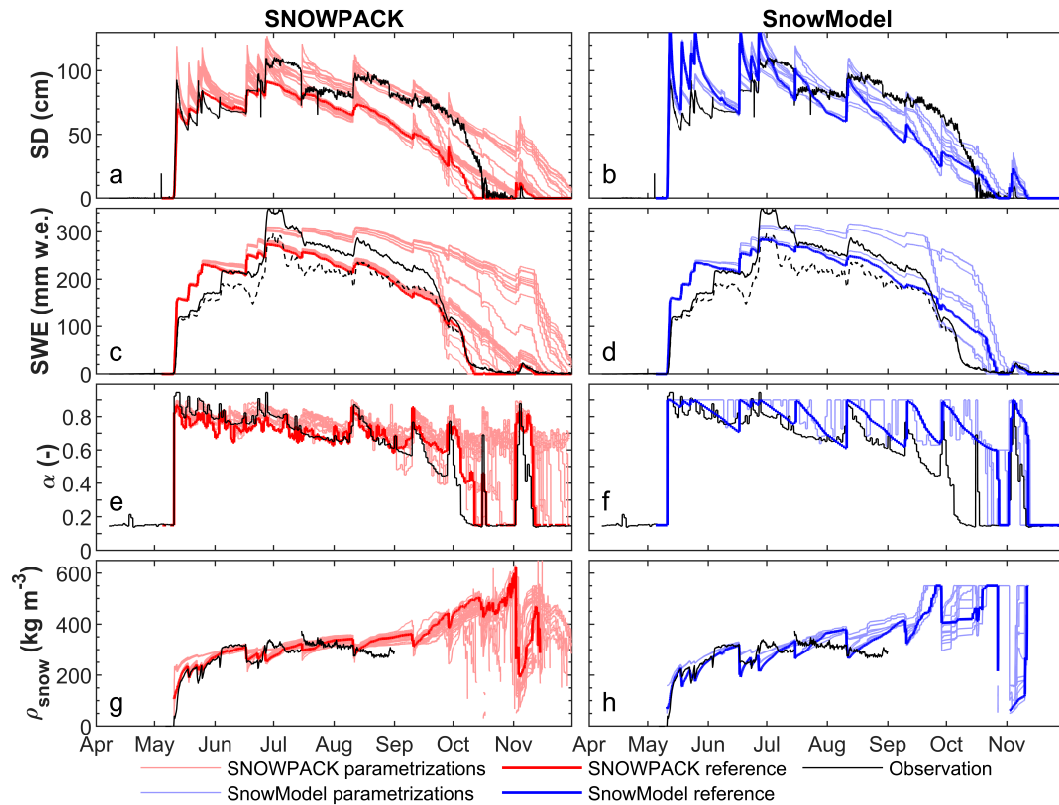 SNOWPACK SnowModel
SD (cm)
100
50
0
a b
SWE (mm w.e.)
300
200
100
0
c d
α (-)
0.8
0.6
0.4
0.2
0
e f
ρsnow (kg m-3)
600
400
200
0
g h
Apr May Jun Jul Aug Sep Oct Nov Apr May Jun Jul Aug Sep Oct Nov
SNOWPACK parametrizations SNOWPACK reference Observation
SnowModel parametrizations SnowModel reference